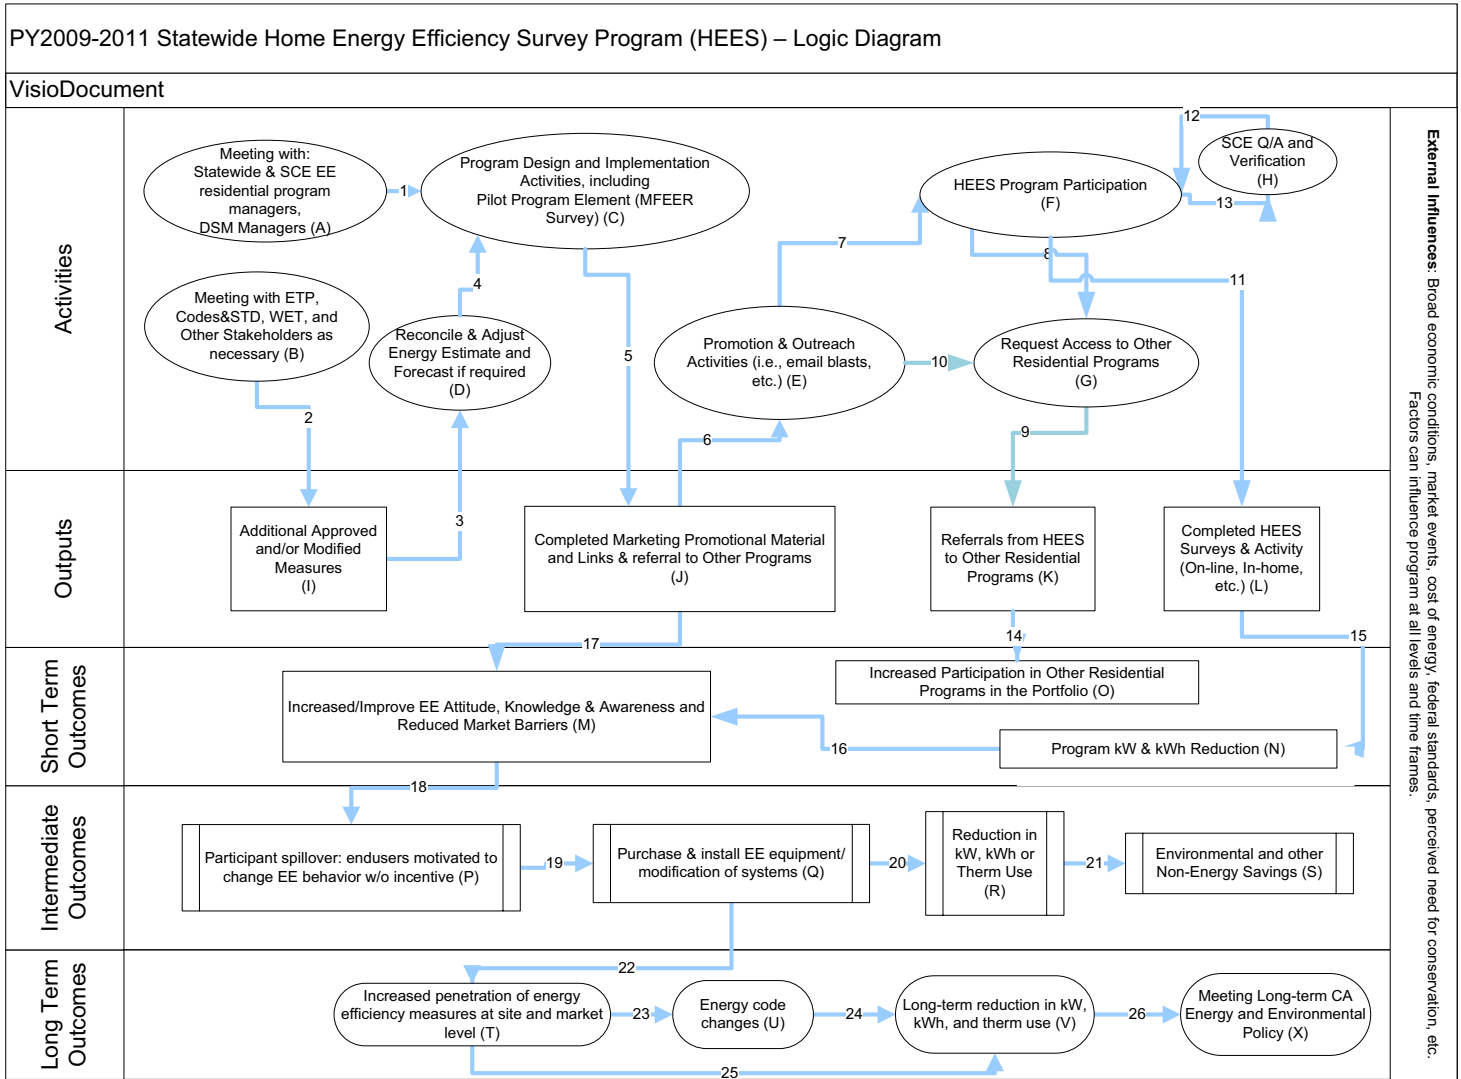 PY2009-2011 Statewide Home Energy Efficiency Survey Program (HEES) – Logic Diagram
VisioDocument
Activities
Meeting with:
Statewide & SCE EE
residential program
managers,
DSM Managers (A)
1
Program Design and Implementation
Activities, including
Pilot Program Element (MFEER
Survey) (C)
HEES Program Participation
(F)
12
SCE Q/A and
Verification
(H)
13
7
8
11
4
Meeting with ETP,
Codes&STD, WET, and
Other Stakeholders as
necessary (B)
Reconcile & Adjust
Energy Estimate and
Forecast if required
(D)
5
Promotion & Outreach
Activities (i.e., email blasts,
etc.) (E)
10
Request Access to Other
Residential Programs
(G)
2
6
9
Outputs
3
Additional Approved
and/or Modified
Measures
(I)
Completed Marketing Promotional Material
and Links & referral to Other Programs
(J)
Referrals from HEES
to Other Residential
Programs (K)
Completed HEES
Surveys & Activity
(On-line, In-home,
etc.) (L)
17
14
15
Short Term
Outcomes
Increased/Improve EE Attitude, Knowledge & Awareness and
Reduced Market Barriers (M)
Increased Participation in Other Residential
Programs in the Portfolio (O)
16
Program kW & kWh Reduction (N)
18
Intermediate
Outcomes
Participant spillover: endusers motivated to
change EE behavior w/o incentive (P)
19
Purchase & install EE equipment/
modification of systems (Q)
20
Reduction in
kW, kWh or
Therm Use
(R)
21
Environmental and other
Non-Energy Savings (S)
22
Long Term
Outcomes
Increased penetration of energy
efficiency measures at site and market
level (T)
23
Energy code
changes (U)
24
Long-term reduction in kW,
kWh, and therm use (V)
26
Meeting Long-term CA
Energy and Environmental
Policy (X)
25
External Influences: Broad economic conditions, market events, cost of energy, federal standards, perceived need for conservation, etc.
Factors can influence program at all levels and time frames.